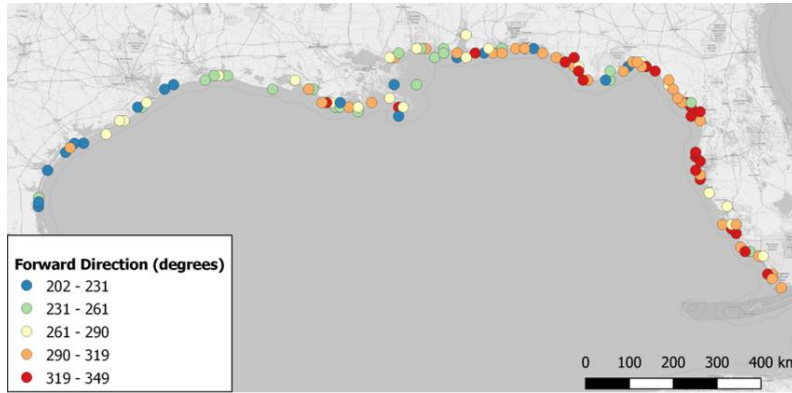 Forward Direction (degrees)
202 - 231
231 - 261
261 - 290
290 - 319
319 - 349
0 100 200 300 400 km